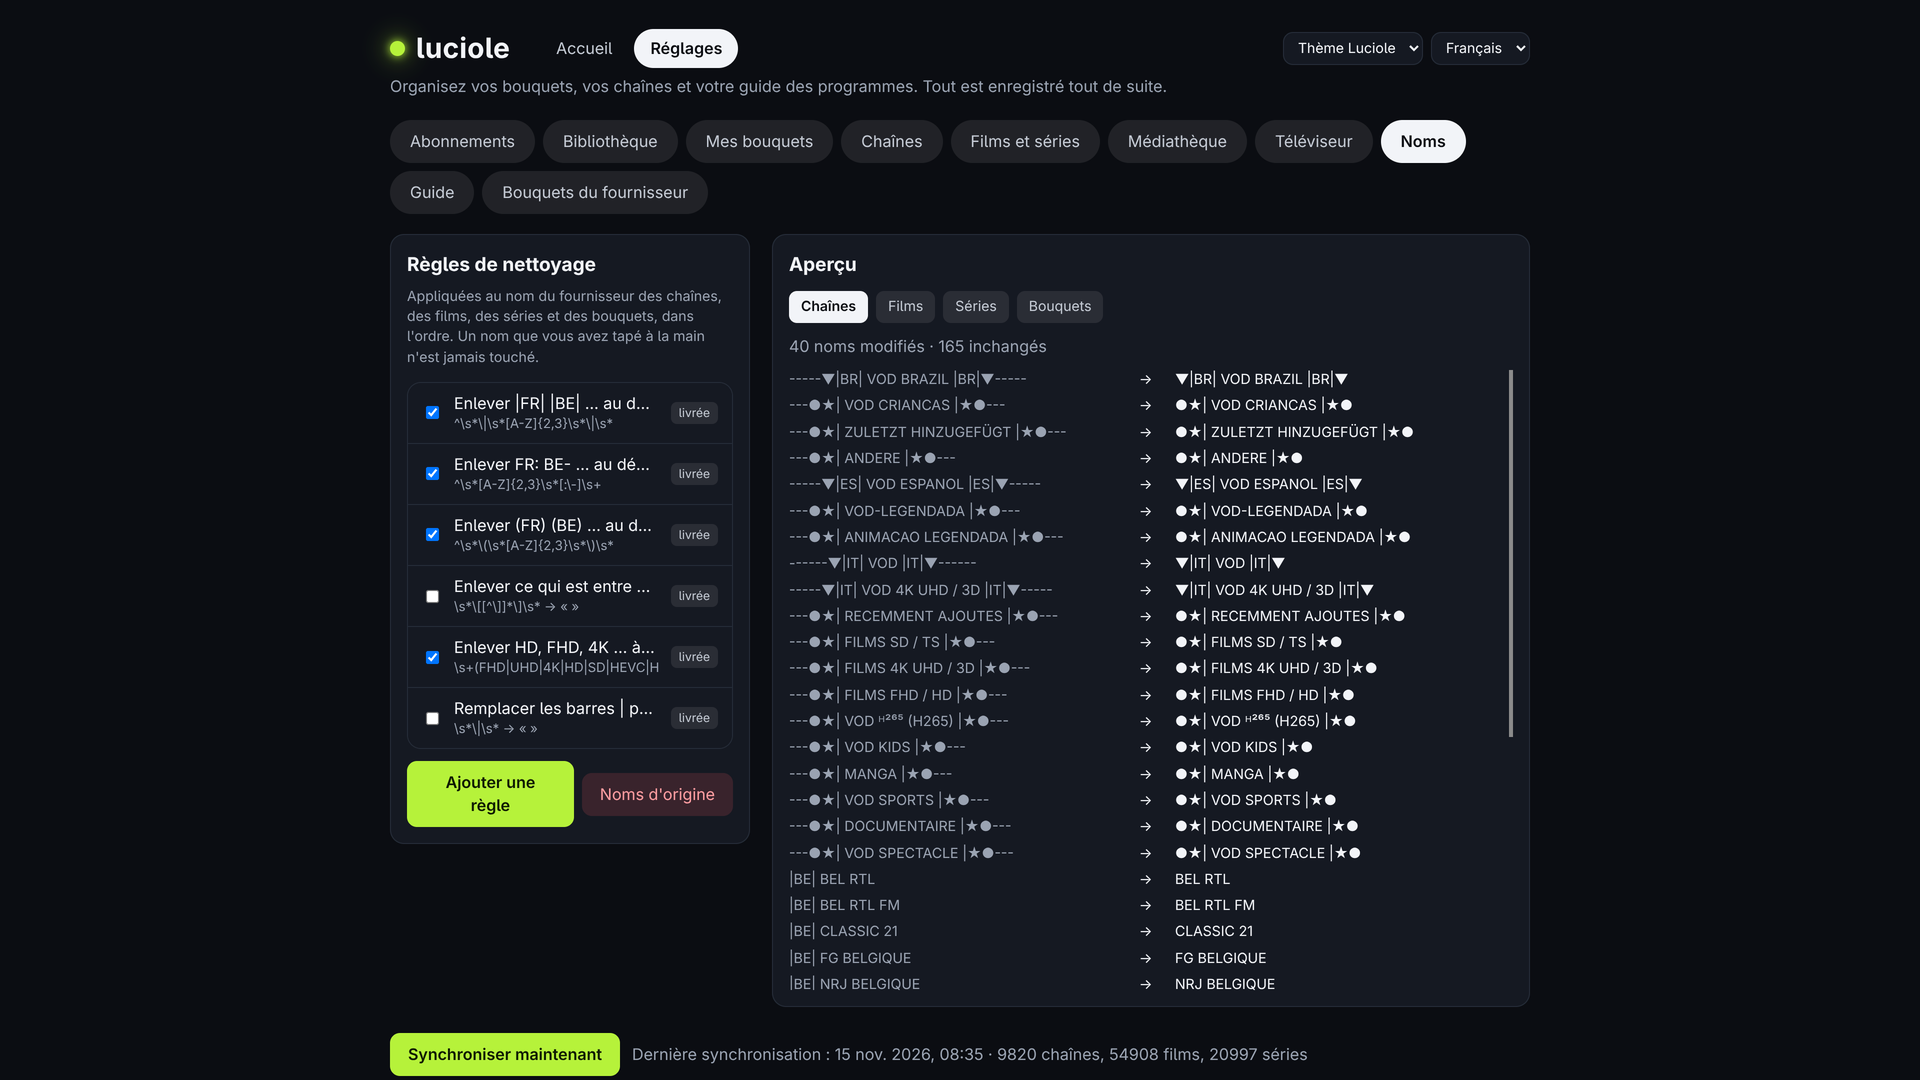 luciole
Accueil
Réglages
Thème Luciole
Français
Organisez vos bouquets, vos chaînes et votre guide des programmes. Tout est enregistré tout de suite.
Abonnements
Bibliothèque
Mes bouquets
Chaînes
Films et séries
Médiathèque
Téléviseur
Noms
Guide
Bouquets du fournisseur
Règles de nettoyage
Appliquées au nom du fournisseur des chaînes,
des films, des séries et des bouquets, dans
l'ordre. Un nom que vous avez tapé à la main
n'est jamais touché.
Enlever |FR| |BE| ... au d...
^\s*\|\s*[A-Z]{2,3}\s*\|\s*
livrée
Enlever FR: BE- ... au dé...
^\s*[A-Z]{2,3}\s*[:\-]\s+
livrée
Enlever (FR) (BE) ... au d...
^\s*\(\s*[A-Z]{2,3}\s*\)\s*
livrée
Enlever ce qui est entre ...
\s*\[[^\]]*\]\s* → « »
livrée
Enlever HD, FHD, 4K ... à...
\s+(FHD|UHD|4K|HD|SD|HEVC|H
livrée
Remplacer les barres | p...
\s*\|\s* → « »
livrée
Ajouter une
règle
Noms d'origine
Aperçu
Chaînes
Films
Séries
Bouquets
40 noms modifiés · 165 inchangés
-----▼|BR| VOD BRAZIL |BR|▼----- → ▼|BR| VOD BRAZIL |BR|▼
---●★| VOD CRIANCAS |★●--- → ●★| VOD CRIANCAS |★●
---●★| ZULETZT HINZUGEFÜGT |★●--- → ●★| ZULETZT HINZUGEFÜGT |★●
---●★| ANDERE |★●--- → ●★| ANDERE |★●
-----▼|ES| VOD ESPANOL |ES|▼----- → ▼|ES| VOD ESPANOL |ES|▼
---●★| VOD-LEGENDADA |★●--- → ●★| VOD-LEGENDADA |★●
---●★| ANIMACAO LEGENDADA |★●--- → ●★| ANIMACAO LEGENDADA |★●
------▼|IT| VOD |IT|▼------ → ▼|IT| VOD |IT|▼
-----▼|IT| VOD 4K UHD / 3D |IT|▼----- → ▼|IT| VOD 4K UHD / 3D |IT|▼
---●★| RECEMMENT AJOUTES |★●--- → ●★| RECEMMENT AJOUTES |★●
---●★| FILMS SD / TS |★●--- → ●★| FILMS SD / TS |★●
---●★| FILMS 4K UHD / 3D |★●--- → ●★| FILMS 4K UHD / 3D |★●
---●★| FILMS FHD / HD |★●--- → ●★| FILMS FHD / HD |★●
---●★| VOD ᴴ²⁶⁵ (H265) |★●--- → ●★| VOD ᴴ²⁶⁵ (H265) |★●
---●★| VOD KIDS |★●--- → ●★| VOD KIDS |★●
---●★| MANGA |★●--- → ●★| MANGA |★●
---●★| VOD SPORTS |★●--- → ●★| VOD SPORTS |★●
---●★| DOCUMENTAIRE |★●--- → ●★| DOCUMENTAIRE |★●
---●★| VOD SPECTACLE |★●--- → ●★| VOD SPECTACLE |★●
|BE| BEL RTL → BEL RTL
|BE| BEL RTL FM → BEL RTL FM
|BE| CLASSIC 21 → CLASSIC 21
|BE| FG BELGIQUE → FG BELGIQUE
|BE| NRJ BELGIQUE → NRJ BELGIQUE
Synchroniser maintenant
Dernière synchronisation : 15 nov. 2026, 08:35 · 9820 chaînes, 54908 films, 20997 séries